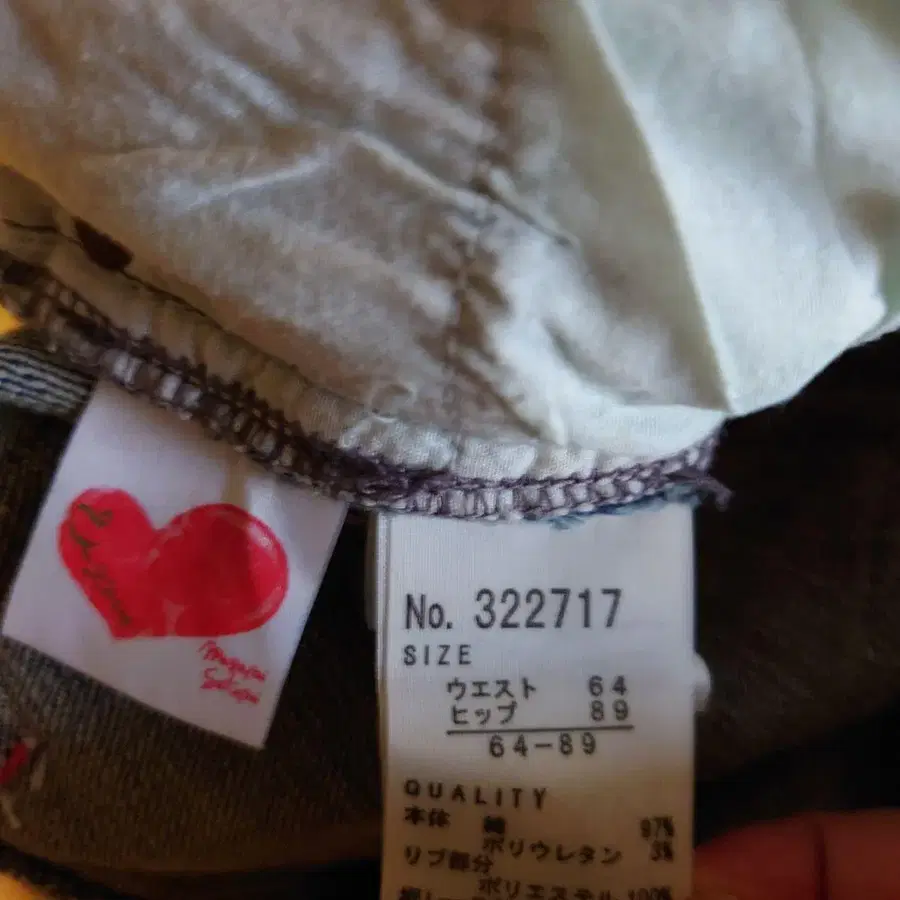 No. 322717
SIZE
ウエスト 64
ヒップ 89
64-89
QUALITY
本体 綿 97%
ポリウレタン 3%
リブ部分
ポリエステル 100%